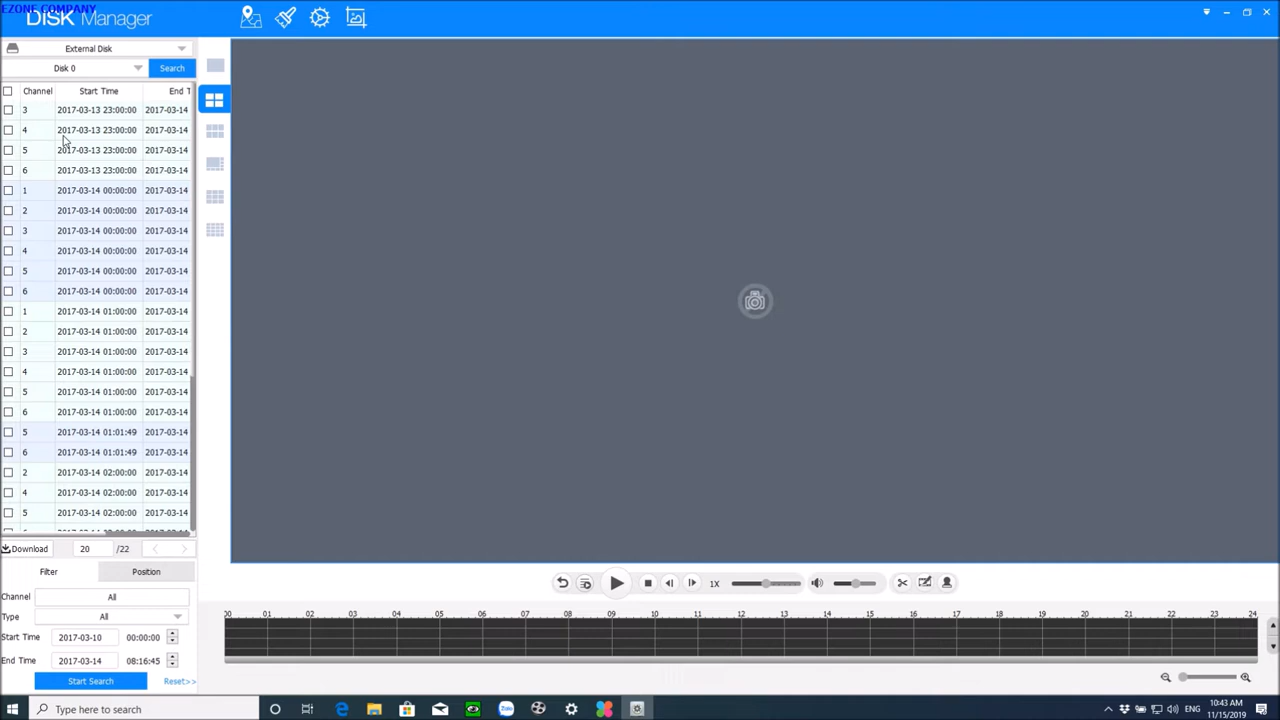 EZONE COMPANY
DISK Manager
External Disk
Disk 0
Search
Channel Start Time End T
3 2017-03-13 23:00:00 2017-03-14
4 2017-03-13 23:00:00 2017-03-14
5 2017-03-13 23:00:00 2017-03-14
6 2017-03-13 23:00:00 2017-03-14
1 2017-03-14 00:00:00 2017-03-14
2 2017-03-14 00:00:00 2017-03-14
3 2017-03-14 00:00:00 2017-03-14
4 2017-03-14 00:00:00 2017-03-14
5 2017-03-14 00:00:00 2017-03-14
6 2017-03-14 00:00:00 2017-03-14
1 2017-03-14 01:00:00 2017-03-14
2 2017-03-14 01:00:00 2017-03-14
3 2017-03-14 01:00:00 2017-03-14
4 2017-03-14 01:00:00 2017-03-14
5 2017-03-14 01:00:00 2017-03-14
6 2017-03-14 01:00:00 2017-03-14
5 2017-03-14 01:01:49 2017-03-14
6 2017-03-14 01:01:49 2017-03-14
2 2017-03-14 02:00:00 2017-03-14
4 2017-03-14 02:00:00 2017-03-14
5 2017-03-14 02:00:00 2017-03-14
Download 20 /22
Filter Position
Channel All
Type All
Start Time 2017-03-10 00:00:00
End Time 2017-03-14 08:16:45
Start Search Reset>>
1X
00 01 02 03 04 05 06 07 08 09 10 11 12 13 14 15 16 17 18 19 20 21 22 23 24
Type here to search
Zalo
ENG
10:43 AM
11/15/2019